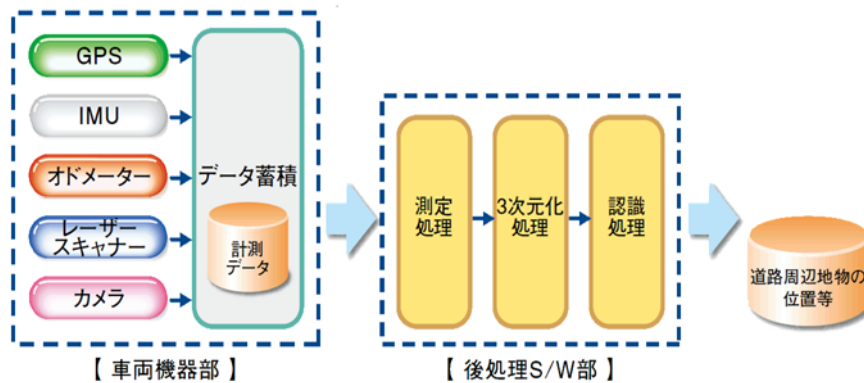 GPS
IMU
オドメーター
レーザー
スキャナー
カメラ
データ蓄積
計測
データ
【 車両機器部 】
測定
処理
3次元化
処理
認識
処理
【 後処理S/W部 】
道路周辺地物の
位置等